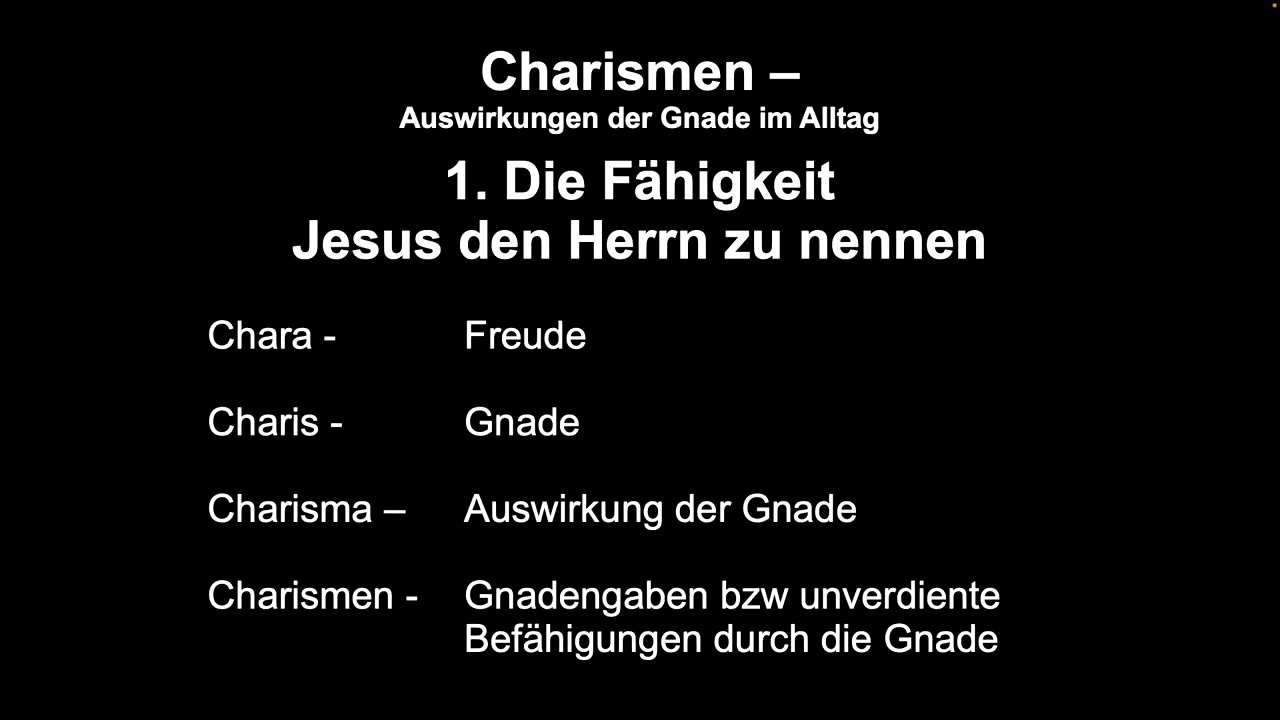 Charismen –
Auswirkungen der Gnade im Alltag
1. Die Fähigkeit
Jesus den Herrn zu nennen
Chara - Freude
Charis - Gnade
Charisma – Auswirkung der Gnade
Charismen - Gnadengaben bzw unverdiente
Befähigungen durch die Gnade